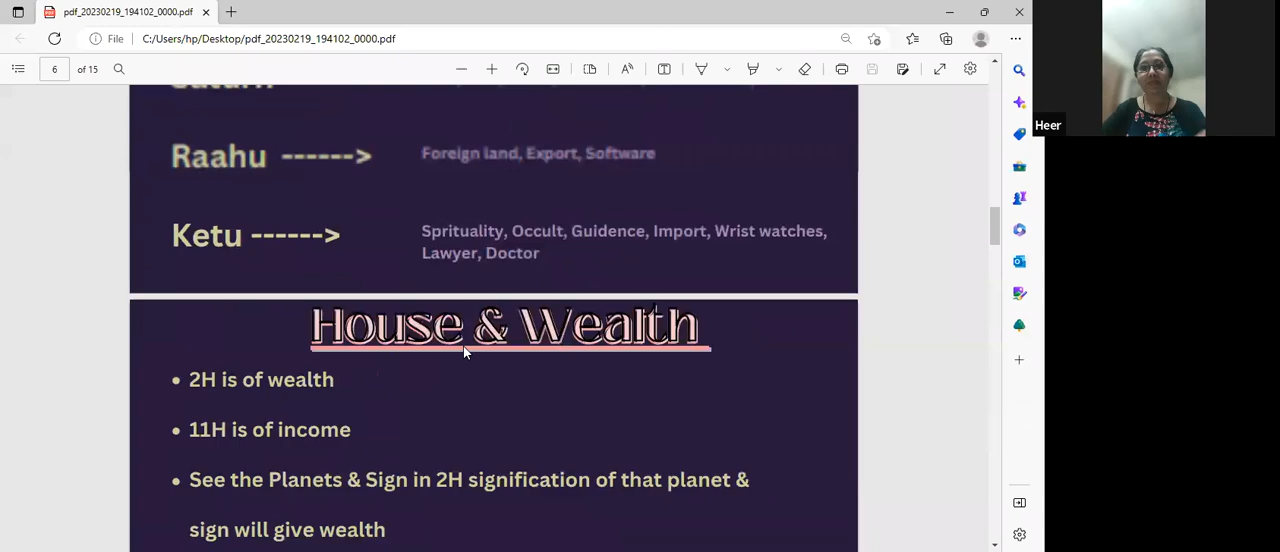 pdf_20230219_194102_0000.pdf
File
C:/Users/hp/Desktop/pdf_20230219_194102_0000.pdf
6 of 15
Saturn
Raahu ------>
Foreign land, Export, Software
Ketu ------>
Sprituality, Occult, Guidence, Import, Wrist watches,
Lawyer, Doctor
House & Wealth
• 2H is of wealth
• 11H is of income
• See the Planets & Sign in 2H signification of that planet &
sign will give wealth
Heer